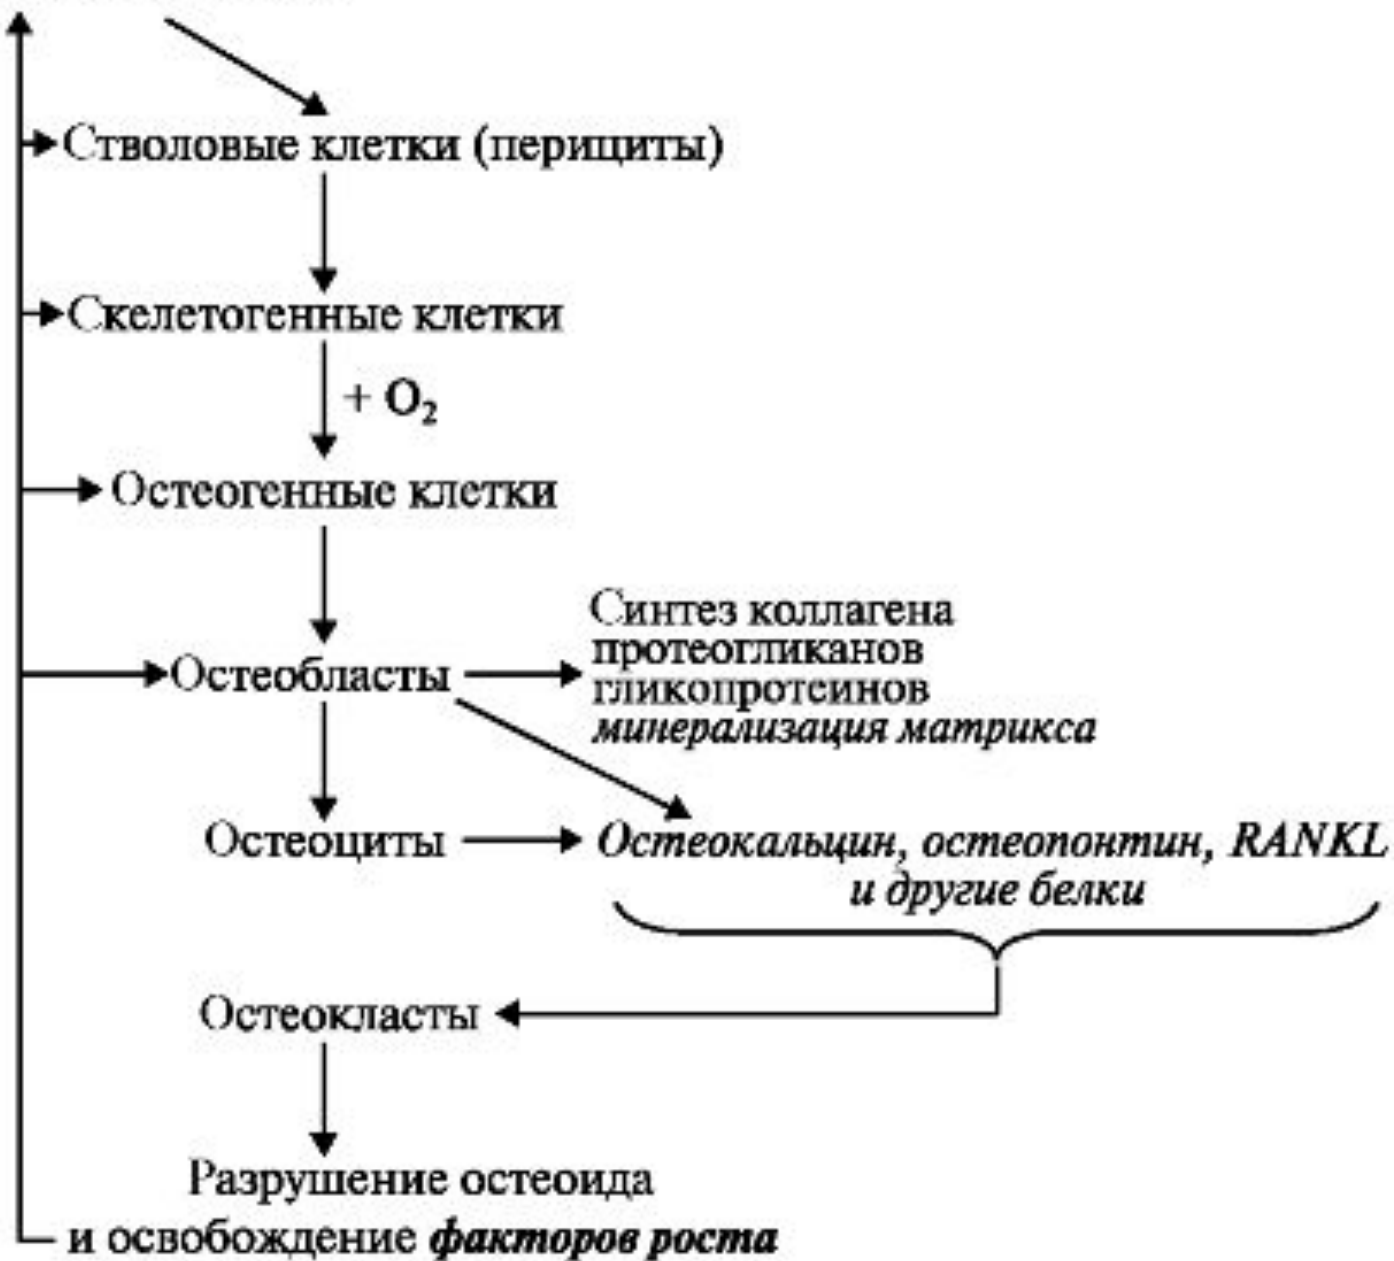 Стволовые клетки (перициты)
Скелетогенные клетки
+ O₂
Остеогенные клетки
Синтез коллагена
протеогликанов
Остеобласты
гликопротеинов
минерализация матрикса
Остеоциты
Остеокальцин, остеопонтин, RANKL
и другие белки
Остеокласты
Разрушение остеоида
и освобождение факторов роста